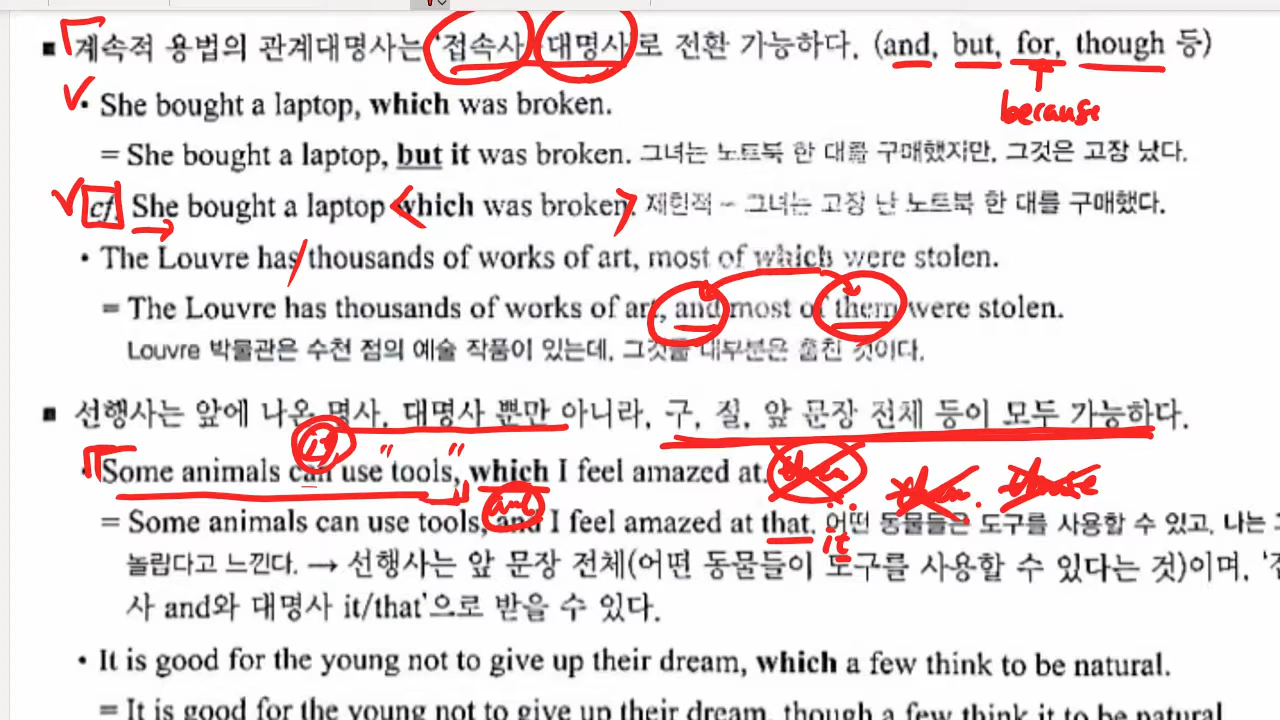 ■ 계속적 용법의 관계대명사는 '접속사 대명사'로 전환 가능하다. (and, but, for, though 등)
because
• She bought a laptop, which was broken.
= She bought a laptop, but it was broken. 그녀는 노트북 한 대를 구매했지만, 그것은 고장 났다.
cf. She bought a laptop which was broken. 제한적 - 그녀는 고장 난 노트북 한 대를 구매했다.
• The Louvre has thousands of works of art, most of which were stolen.
= The Louvre has thousands of works of art, and most of them were stolen.
Louvre 박물관은 수천 점의 예술 작품이 있는데, 그것들 대부분은 훔친 것이다.
■ 선행사는 앞에 나온 명사, 대명사 뿐만 아니라, 구, 절, 앞 문장 전체 등이 모두 가능하다.
• Some animals can use tools, which I feel amazed at.
and
= Some animals can use tools, and I feel amazed at that. 어떤 동물들은 도구를 사용할 수 있고, 나는
it
놀랍다고 느낀다. → 선행사는 앞 문장 전체(어떤 동물들이 도구를 사용할 수 있다는 것)이며,
사 and와 대명사 it/that'으로 받을 수 있다.
• It is good for the young not to give up their dream, which a few think to be natural.
= It is good for the young not to give up their dream, though a few think it to be natural.